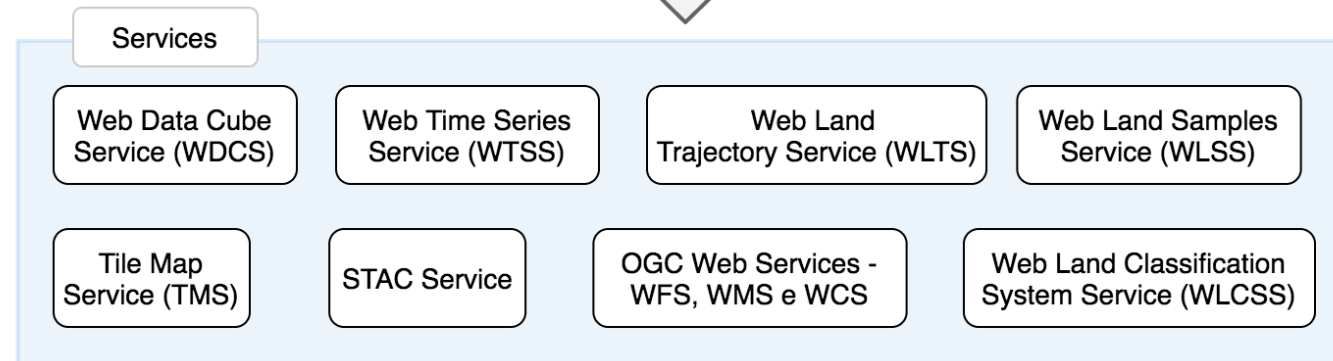 Services
Web Data Cube
Service (WDCS)
Web Time Series
Service (WTSS)
Web Land
Trajectory Service (WLTS)
Web Land Samples
Service (WLSS)
Tile Map
Service (TMS)
STAC Service
OGC Web Services -
WFS, WMS e WCS
Web Land Classification
System Service (WLCSS)